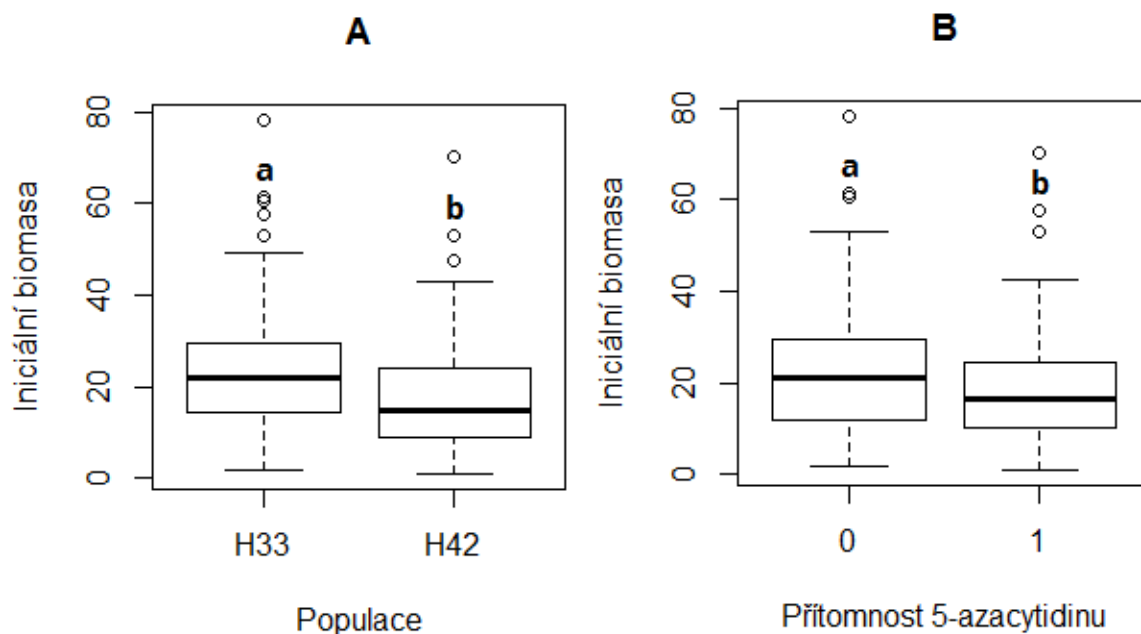 A
Iniciální biomasa
80
60
40
20
0
a
b
H33
H42
Populace
B
Iniciální biomasa
80
60
40
20
0
a
b
0
1
Přítomnost 5-azacytidinu